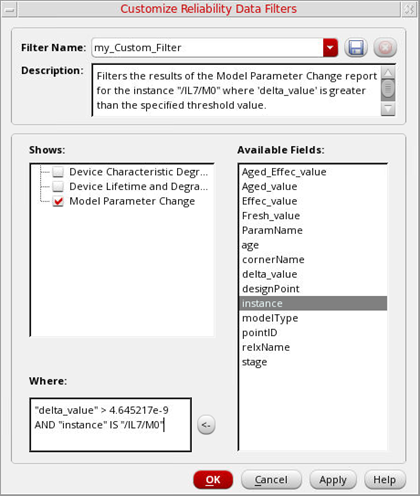 Customize Reliability Data Filters
Filter Name: my_Custom_Filter
Description: Filters the results of the Model Parameter Change report
for the instance "/IL7/M0" where 'delta_value' is greater
than the specified threshold value.
Shows:
Device Characteristic Degr...
Device Lifetime and Degra...
Model Parameter Change
Available Fields:
Aged_Effec_value
Aged_value
Effec_value
Fresh_value
ParamName
age
cornerName
delta_value
designPoint
instance
modelType
pointID
relxName
stage
Where:
"delta_value" > 4.645217e-9
AND "instance" IS "/IL7/M0"
<-
OK Cancel Apply Help